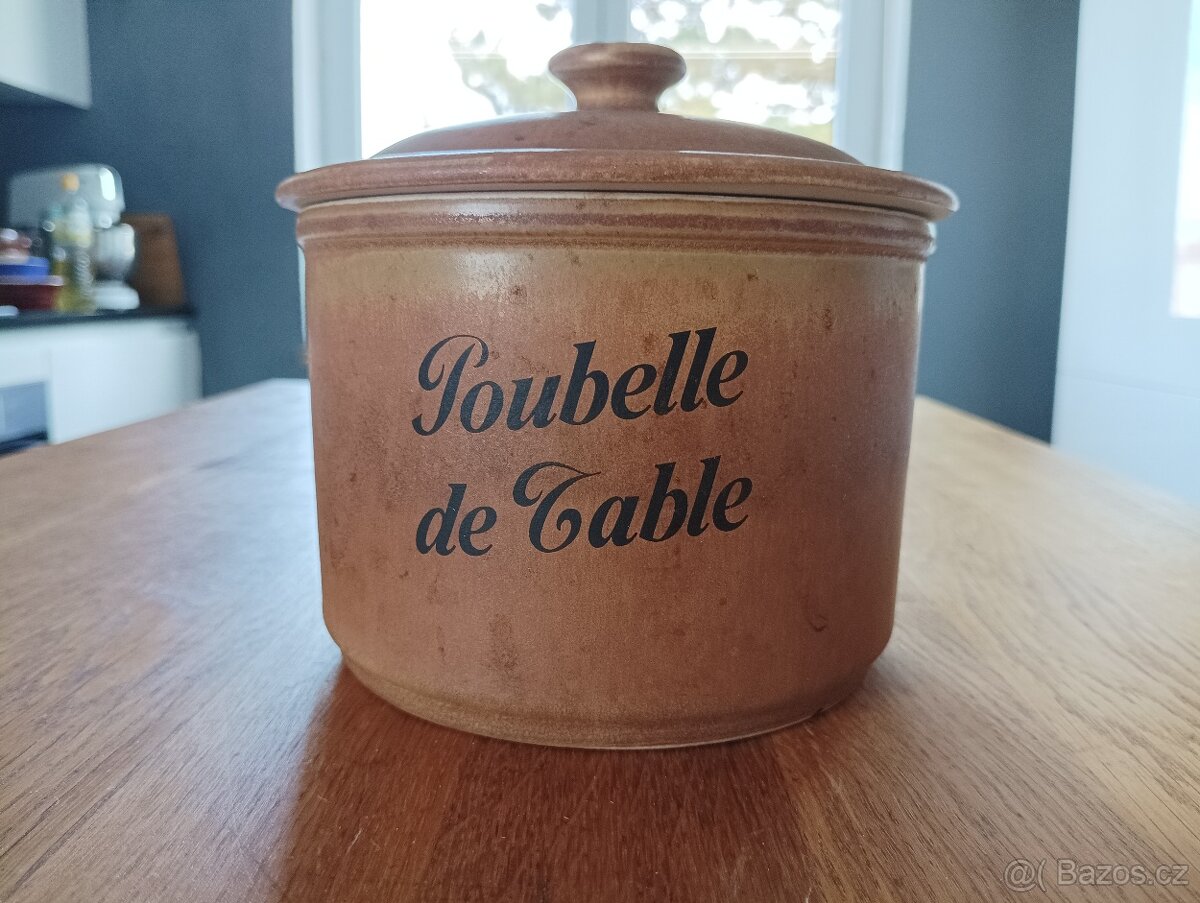 Poubelle
de Table
@( Bazos.cz